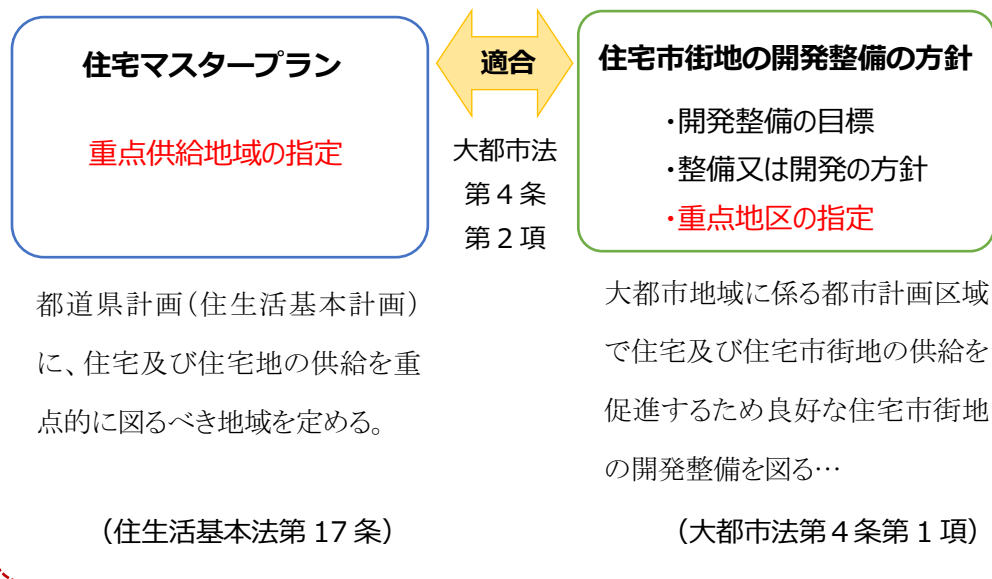 住宅マスタープラン
重点供給地域の指定
適合
大都市法
第４条
第２項
住宅市街地の開発整備の方針
・開発整備の目標
・整備又は開発の方針
・重点地区の指定
都道県計画（住生活基本計画）
に、住宅及び住宅地の供給を重
点的に図るべき地域を定める。
（住生活基本法第 17 条）
大都市地域に係る都市計画区域
で住宅及び住宅市街地の供給を
促進するため良好な住宅市街地
の開発整備を図る…
（大都市法第４条第１項）